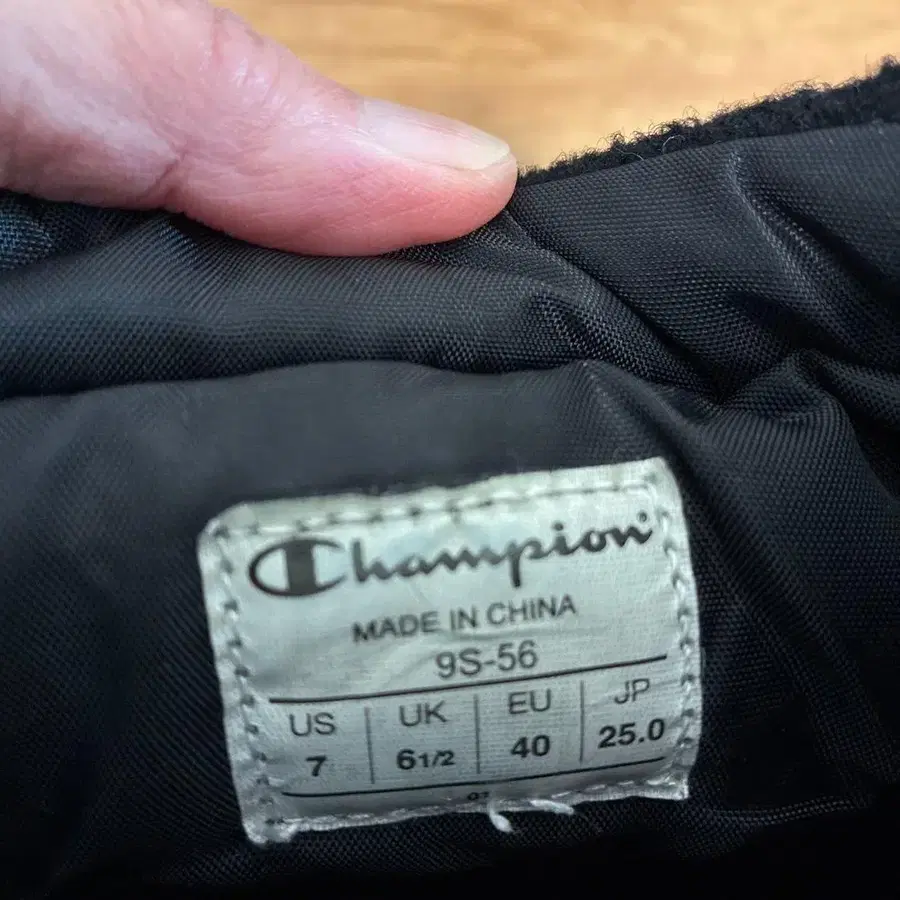 Champion
MADE IN CHINA
9S-56
US UK EU JP
7 6 1/2 40 25.0